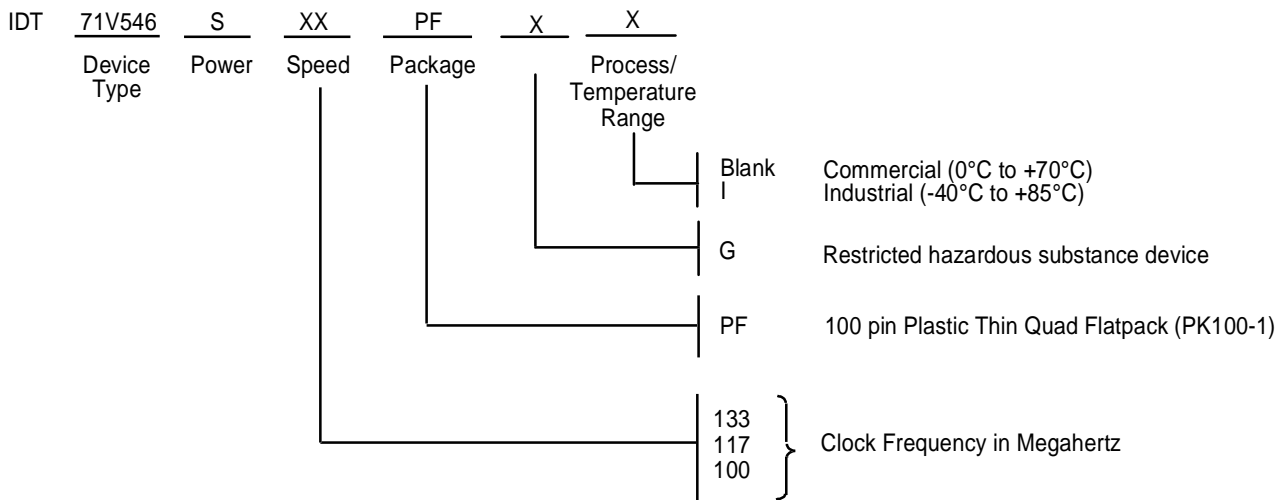 IDT 71V546 S XX PF X X
Device Type
Power
Speed
Package
Process/
Temperature
Range
Blank Commercial (0°C to +70°C)
I Industrial (-40°C to +85°C)
G Restricted hazardous substance device
PF 100 pin Plastic Thin Quad Flatpack (PK100-1)
133
117
100
Clock Frequency in Megahertz